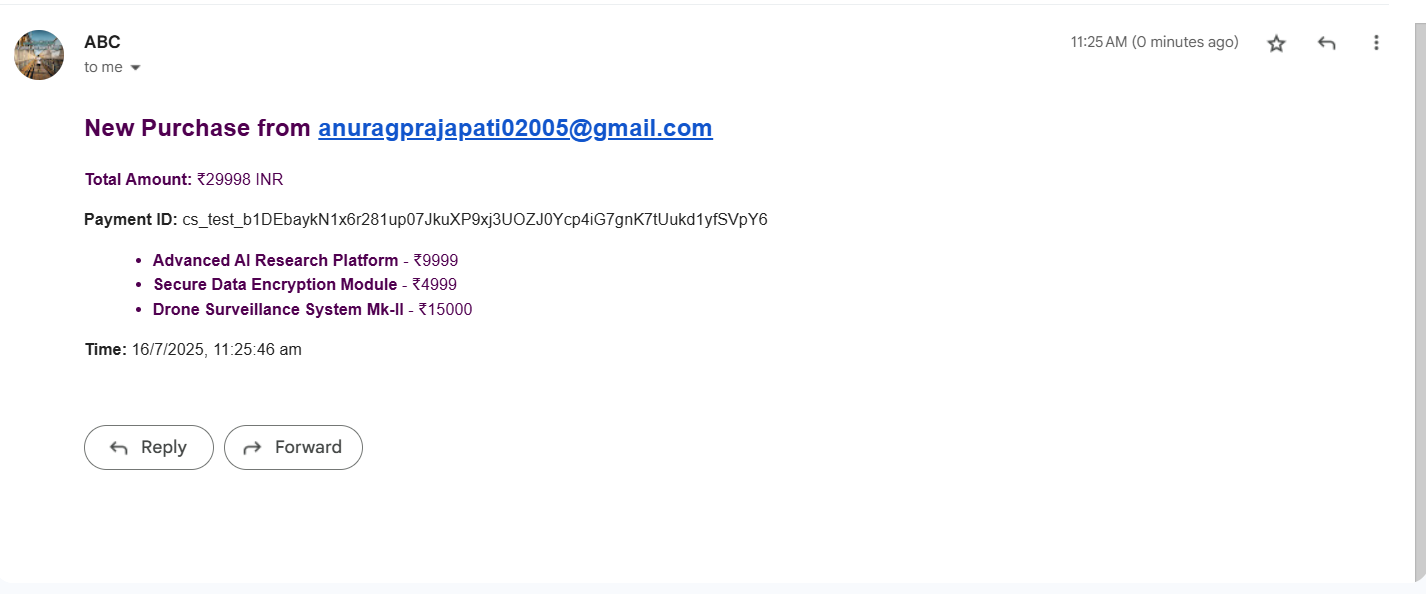 ABC
11:25 AM (0 minutes ago)
to me
New Purchase from anuragprajapati02005@gmail.com
Total Amount: ₹29998 INR
Payment ID: cs_test_b1DEbaykN1x6r281up07JkuXP9xj3UOZJ0Ycp4iG7gnK7tUukd1yfSVpY6
• Advanced AI Research Platform - ₹9999
• Secure Data Encryption Module - ₹4999
• Drone Surveillance System Mk-II - ₹15000
Time: 16/7/2025, 11:25:46 am
Reply
Forward